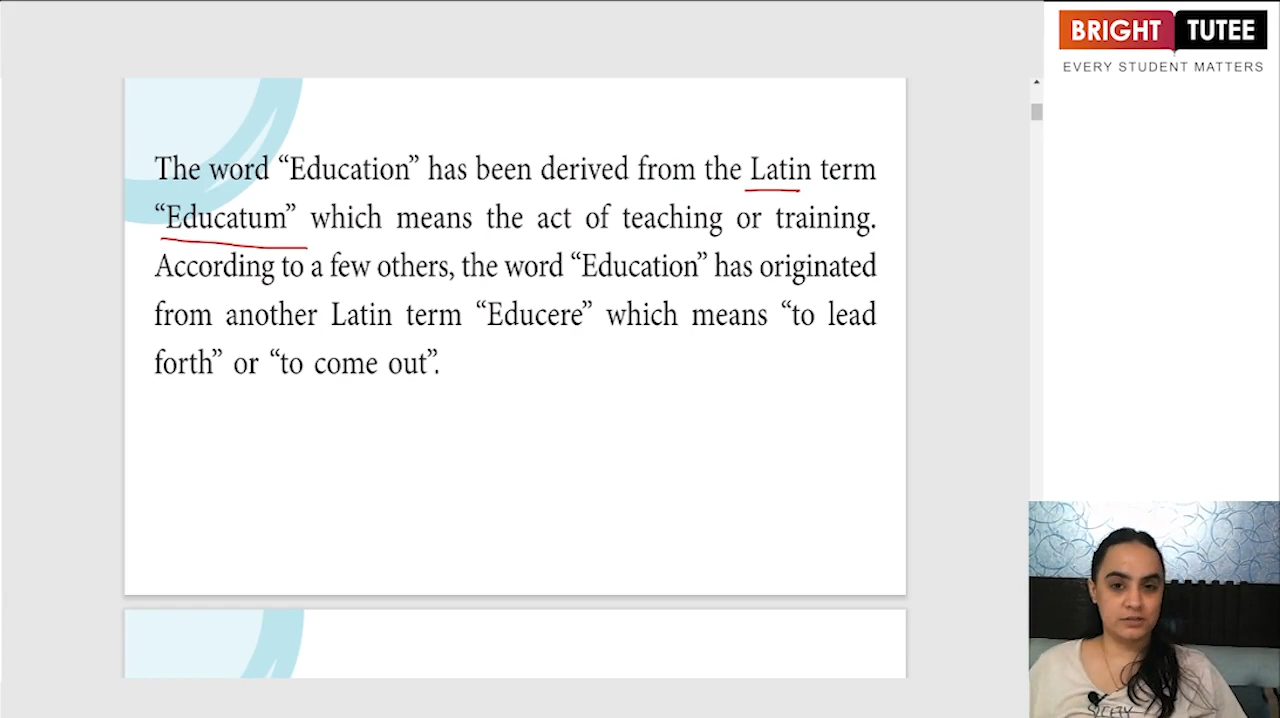 BRIGHT TUTEE
EVERY STUDENT MATTERS
The word “Education” has been derived from the Latin term
“Educatum” which means the act of teaching or training.
According to a few others, the word “Education” has originated
from another Latin term “Educere” which means “to lead
forth” or “to come out”.